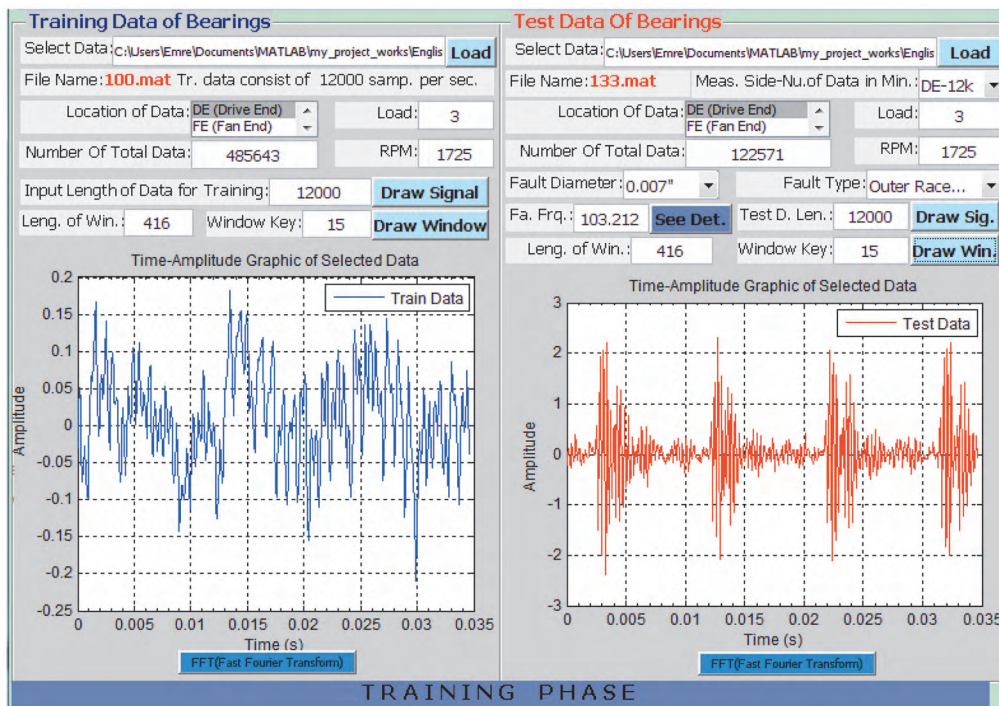 Training Data of Bearings
Select Data: C:\Users\Emre\Documents\MATLAB\my_project_works\Englis Load
File Name: 100.mat Tr. data consist of 12000 samp. per sec.
Location of Data: DE (Drive End) Load: 3
FE (Fan End)
Number Of Total Data: 485643 RPM: 1725
Input Length of Data for Training: 12000 Draw Signal
Leng. of Win.: 416 Window Key: 15 Draw Window
Time-Amplitude Graphic of Selected Data
Train Data
0.2
0.15
0.1
0.05
0
-0.05
-0.1
-0.15
-0.2
-0.25
Amplitude
0 0.005 0.01 0.015 0.02 0.025 0.03 0.035
Time (s)
FFT(Fast Fourier Transform)
Test Data Of Bearings
Select Data: C:\Users\Emre\Documents\MATLAB\my_project_works\Englis Load
File Name: 133.mat Meas. Side-Nu.of Data in Min.: DE-12k
Location of Data: DE (Drive End) Load: 3
FE (Fan End)
Number Of Total Data: 122571 RPM: 1725
Fault Diameter: 0.007" Fault Type: Outer Race...
Fa. Frq.: 103.212 See Det. Test D. Len.: 12000 Draw Sig.
Leng. of Win.: 416 Window Key: 15 Draw Win.
Time-Amplitude Graphic of Selected Data
Test Data
3
2
1
0
-1
-2
-3
Amplitude
0 0.005 0.01 0.015 0.02 0.025 0.03 0.035
Time (s)
FFT(Fast Fourier Transform)
TRAINING PHASE